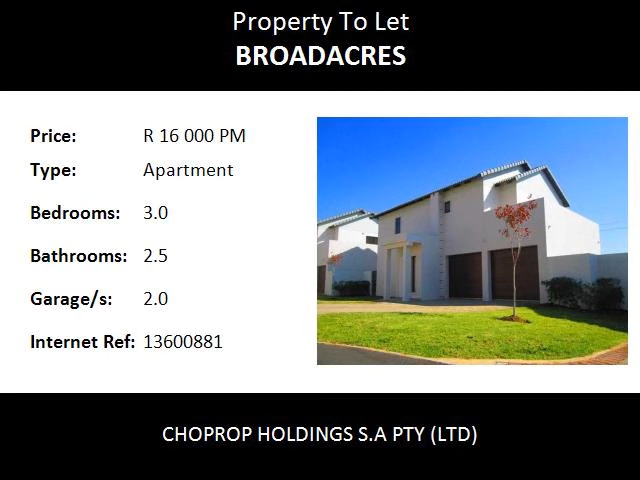 Property To Let
BROADACRES
Price: R 16 000 PM
Type: Apartment
Bedrooms: 3.0
Bathrooms: 2.5
Garage/s: 2.0
Internet Ref: 13600881
CHOPROP HOLDINGS S.A PTY (LTD)